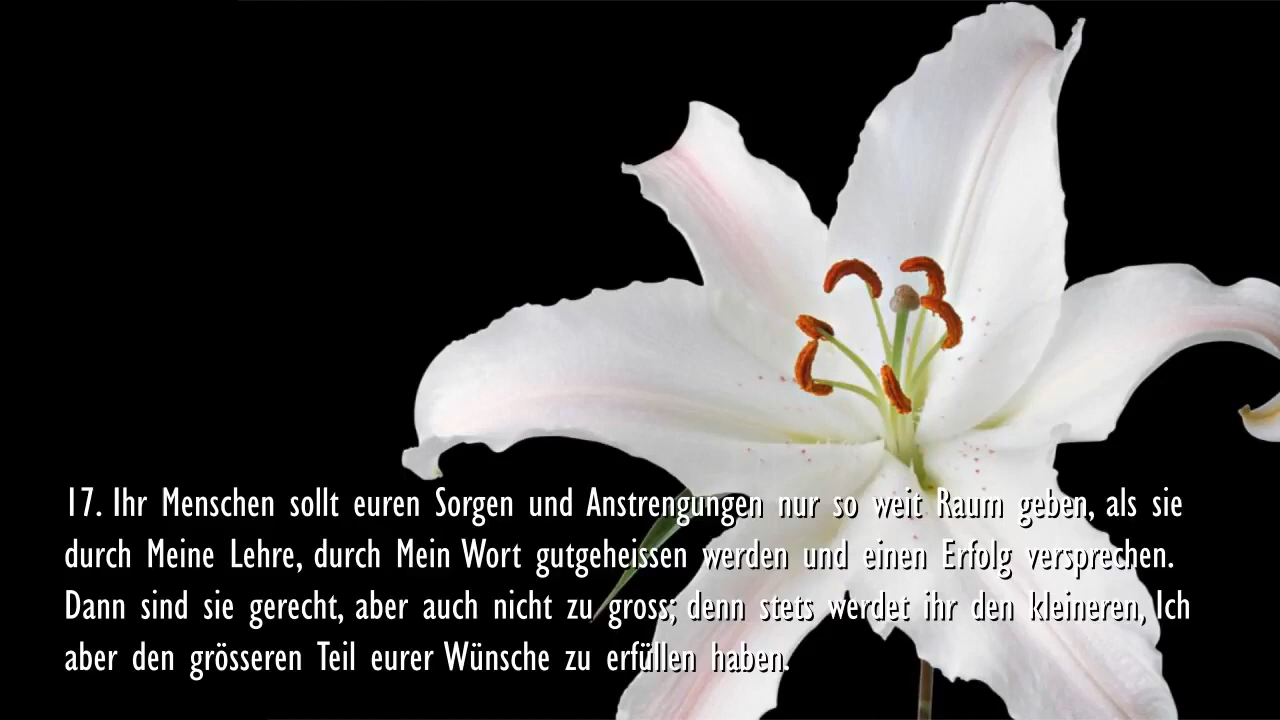 17. Ihr Menschen sollt euren Sorgen und Anstrengungen nur so weit Raum geben, als sie
durch Meine Lehre, durch Mein Wort gutgeheissen werden und einen Erfolg versprechen.
Dann sind sie gerecht, aber auch nicht zu gross; denn stets werdet ihr den kleineren, Ich
aber den grösseren Teil eurer Wünsche zu erfüllen haben.